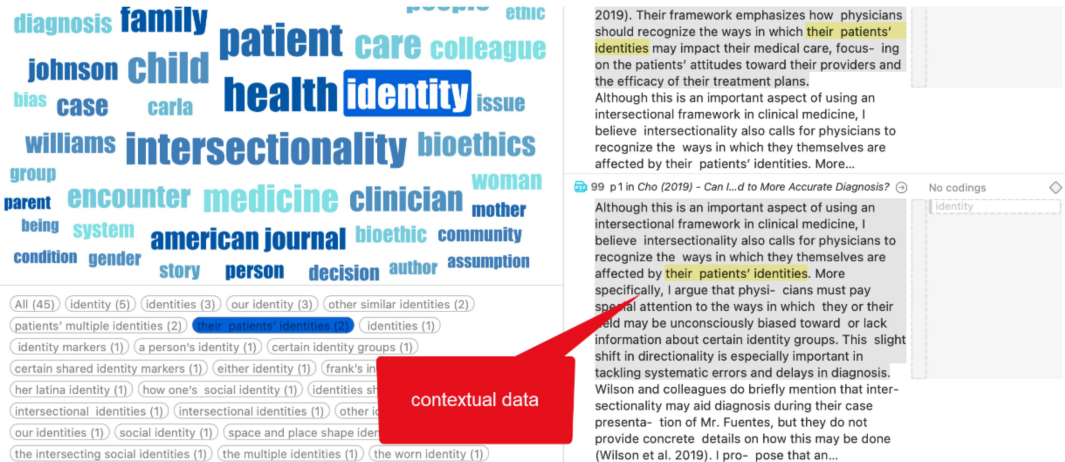 people
ethic
diagnosis family
patient care colleague
johnson child
health identity issue
bias case carla
williams intersectionality bioethics
group
parent encounter medicine clinician woman
mother
being system american journal bioethic community
condition gender story person decision author assumption
All (45) identity (5) identities (3) our identity (3) other similar identities (2)
patients' multiple identities (2) their patients' identities (2) identities (1)
identity markers (1) a person's identity (1) certain identity groups (1)
certain shared identity markers (1) either identity (1) frank's in
her latina identity (1) how one's social identity (1) identities sh
intersectional identities (1) intersectional identities (1) other ic
our identities (1) social identity (1) space and place shape iden
the intersecting social identities (1) the multiple identities (1) the worn identity (1)
contextual data
2019). Their framework emphasizes how physicians
should recognize the ways in which their patients'
identities may impact their medical care, focus- ing
on the patients' attitudes toward their providers and
the efficacy of their treatment plans.
Although this is an important aspect of using an
intersectional framework in clinical medicine, I
believe intersectionality also calls for physicians to
recognize the ways in which they themselves are
affected by their patients' identities. More...
99 p1 in Cho (2019) - Can I...d to More Accurate Diagnosis?
No codings
identity
Although this is an important aspect of using an
intersectional framework in clinical medicine, I
believe intersectionality also calls for physicians to
recognize the ways in which they themselves are
affected by their patients' identities. More
specifically, I argue that physi- cians must pay
special attention to the ways in which they or their
field may be unconsciously biased toward or lack
information about certain identity groups. This slight
shift in directionality is especially important in
tackling systematic errors and delays in diagnosis.
Wilson and colleagues do briefly mention that inter-
sectionality may aid diagnosis during their case
presenta- tion of Mr. Fuentes, but they do not
provide concrete details on how this may be done
(Wilson et al. 2019). I pro- pose that an...